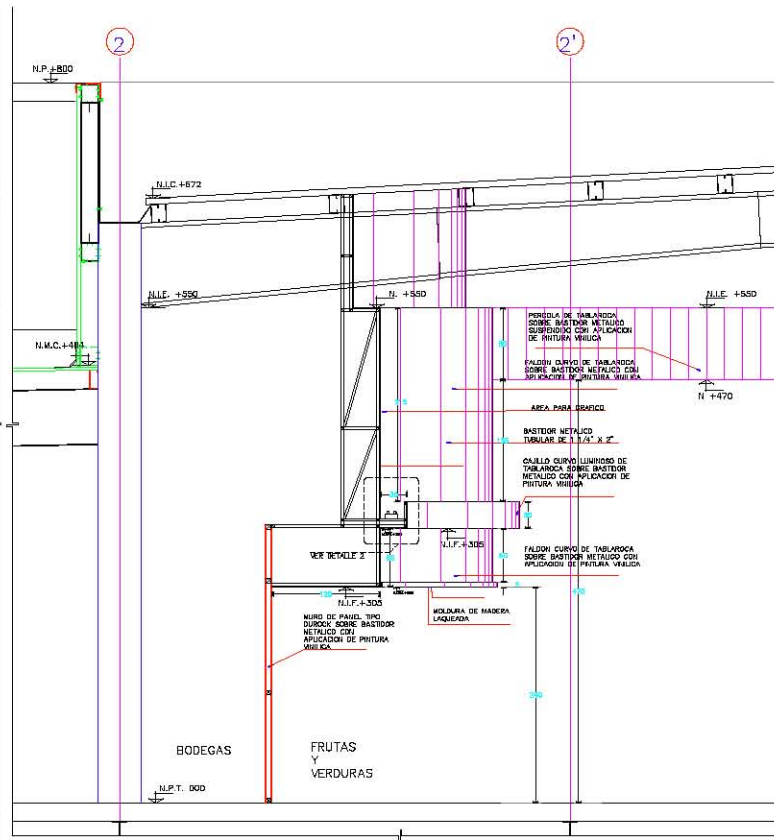 2
2'
N.P.+800
N.I.C.+672
N.I.E. +550
N. +550
N.I.E. +550
N.M.C.+484
PERGOLA DE TABLAROCA
SOBRE BASTIDOR METALICO
SUSPENDIDO CON APLICACION
DE PINTURA VINILICA
FALDON CURVO DE TABLAROCA
SOBRE BASTIDOR METALICO CON
APLICACION DE PINTURA VINILICA
N +470
AREA PARA GRAFICO
BASTIDOR METALICO
TUBULAR DE 1 1/4" X 2"
CAJILLO CURVO LUMINOSO DE
TABLAROCA SOBRE BASTIDOR
METALICO CON APLICACION DE
PINTURA VINILICA
N.I.F.+305
VER DETALLE 2
FALDON CURVO DE TABLAROCA
SOBRE BASTIDOR METALICO CON
APLICACION DE PINTURA VINILICA
120
N.I.F.+305
MURO DE PANEL TIPO
DUROCK SOBRE BASTIDOR
METALICO CON
APLICACION DE PINTURA
VINILICA
MOLDURA DE MADERA
LAQUEADA
BODEGAS
FRUTAS
Y
VERDURAS
N.P.T. 000